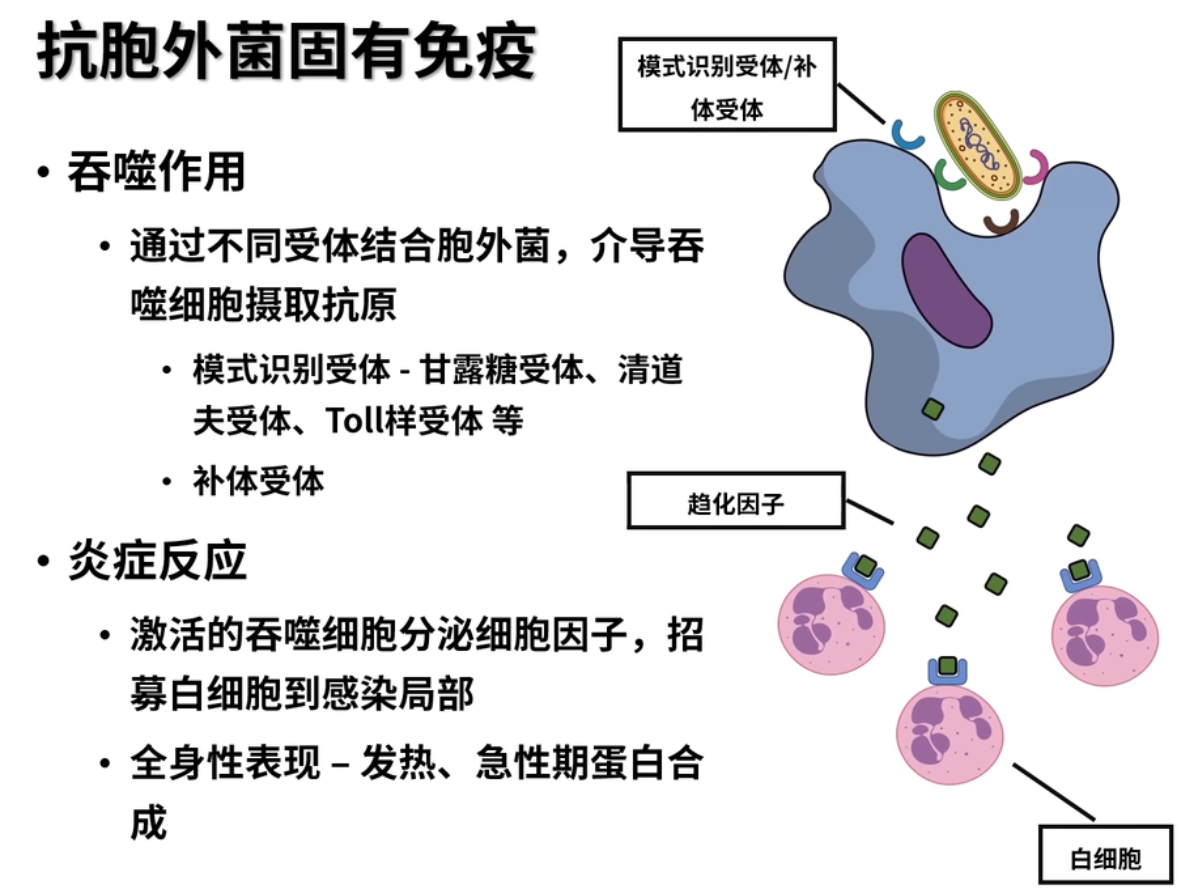 抗胞外菌固有免疫
• 吞噬作用
• 通过不同受体结合胞外菌，介导吞
噬细胞摄取抗原
• 模式识别受体 - 甘露糖受体、清道
夫受体、Toll样受体 等
• 补体受体
• 炎症反应
• 激活的吞噬细胞分泌细胞因子，招
募白细胞到感染局部
• 全身性表现 – 发热、急性期蛋白合
成
模式识别受体/补
体受体
趋化因子
白细胞